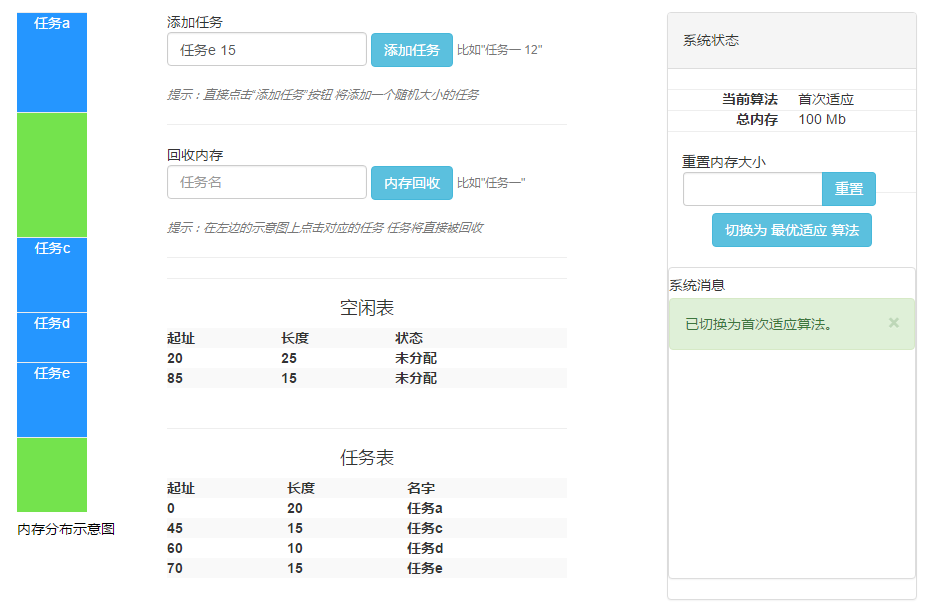 任务a
任务c
任务d
任务e
内存分布示意图
添加任务
任务e 15 添加任务 比如"任务一 12"
提示：直接点击"添加任务"按钮 将添加一个随机大小的任务
回收内存
任务名 内存回收 比如"任务一"
提示：在左边的示意图上点击对应的任务 任务将直接被回收
空闲表
起址 长度 状态
20 25 未分配
85 15 未分配
任务表
起址 长度 名字
0 20 任务a
45 15 任务c
60 10 任务d
70 15 任务e
系统状态
当前算法 首次适应
总内存 100 Mb
重置内存大小
重置
切换为 最优适应 算法
系统消息
已切换为首次适应算法。 ×